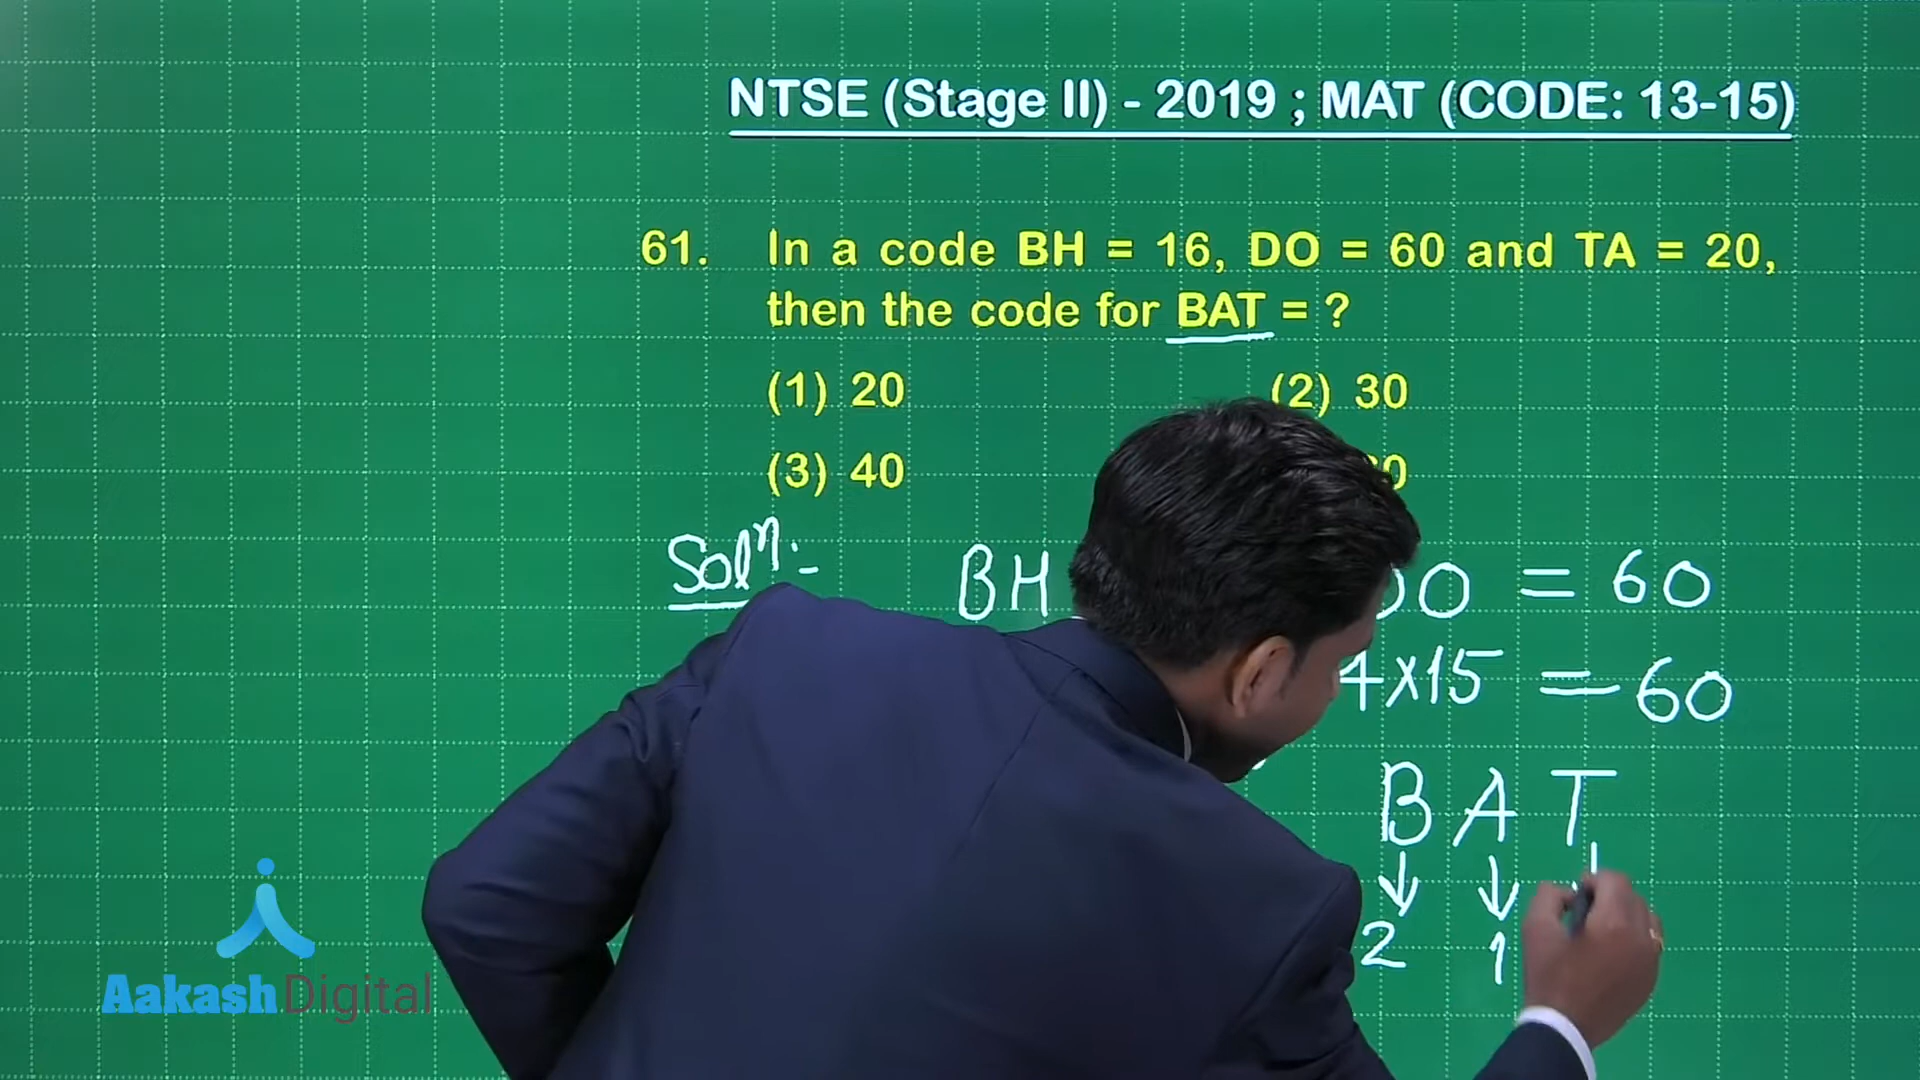 NTSE (Stage II) - 2019 ; MAT (CODE: 13-15)
61. In a code BH = 16, DO = 60 and TA = 20,
then the code for BAT = ?
(1) 20 (2) 30
(3) 40
Solⁿ:- BH DO = 60
4×15 = 60
BAT
2 1
Aakash Digital